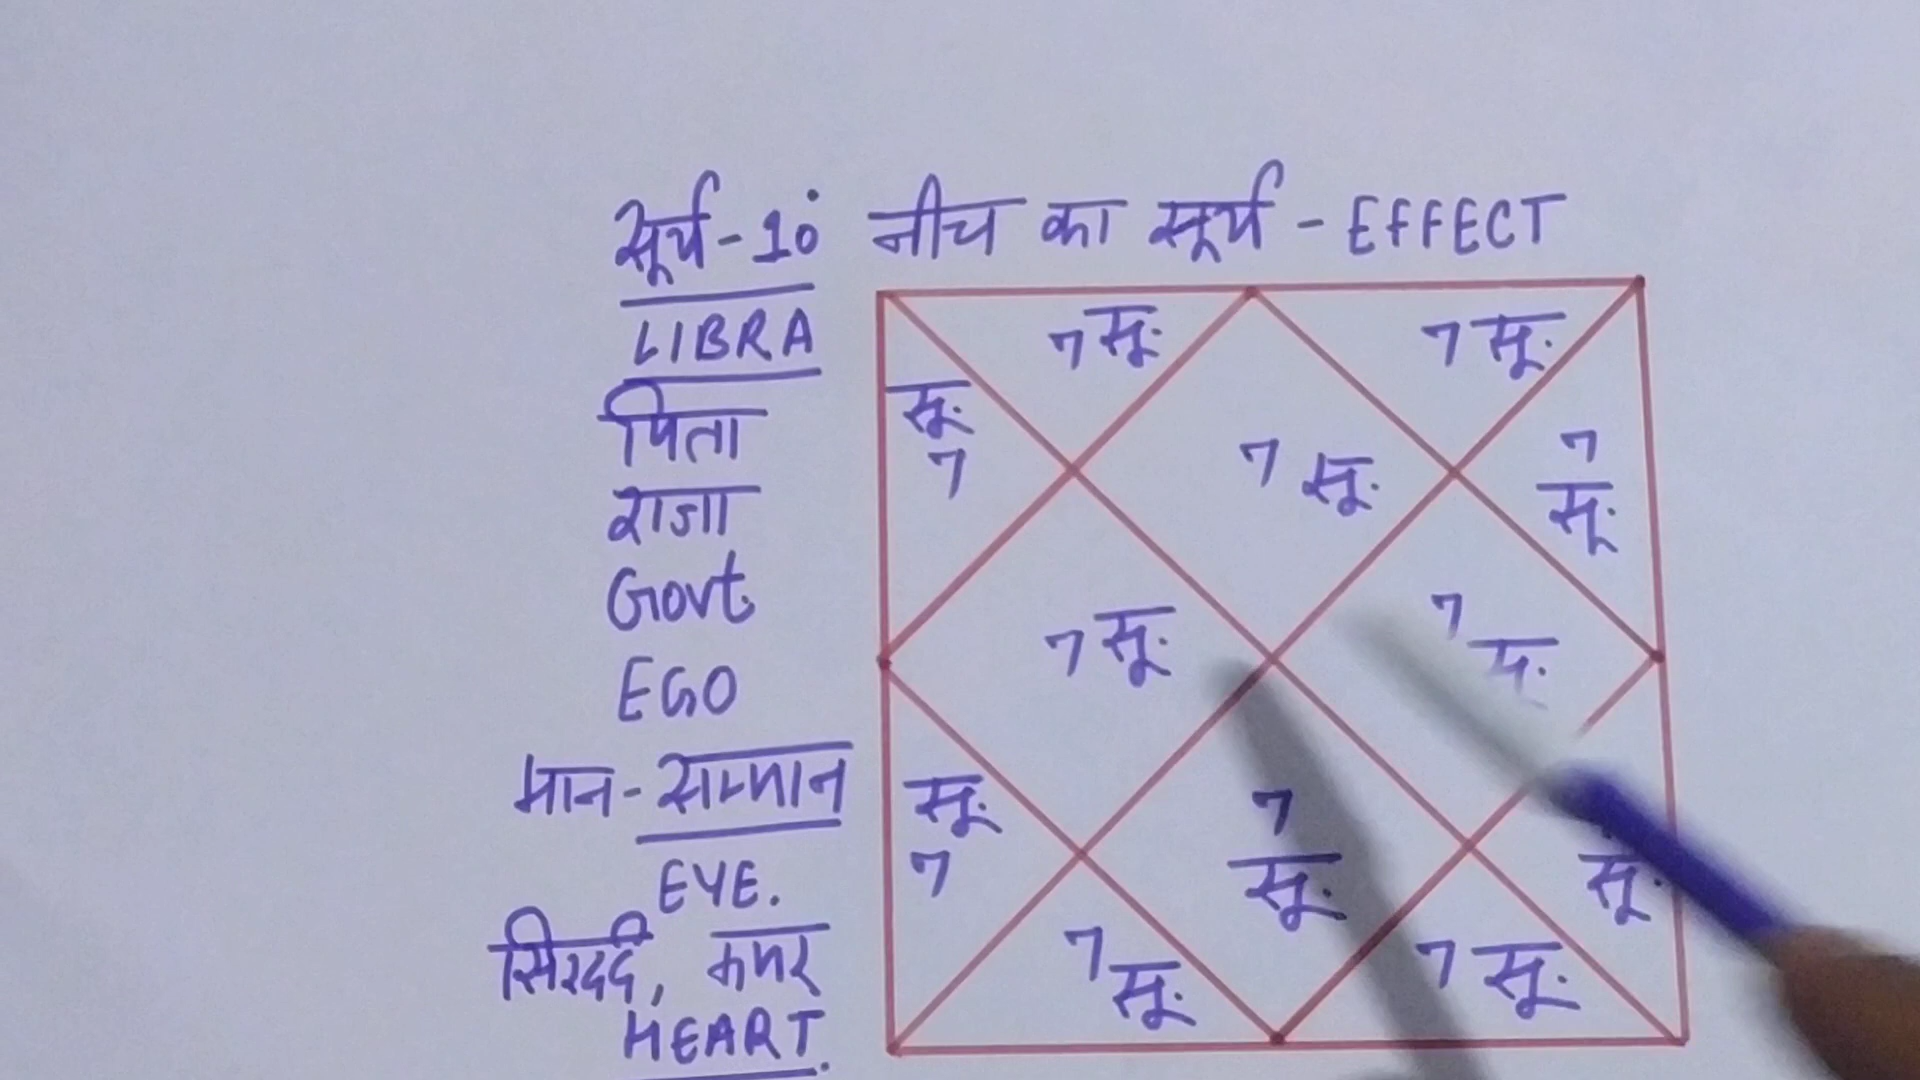 सूर्य-10° नीच का सूर्य - EFFECT
LIBRA
पिता
राजा
Govt.
EGO
मान-सम्मान
EYE.
सिरदर्द, कमर
HEART.
7 सू.
7 सू.
सू.
7
7 सू.
7
सू.
7 सू.
7
सू.
सू.
7
7
सू.
सू.
7
सू.
7 सू.